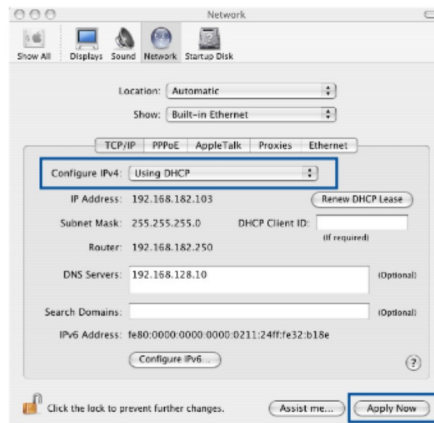 Network
Show All Displays Sound Network Startup Disk
Location: Automatic
Show: Built-in Ethernet
TCP/IP PPPoE AppleTalk Proxies Ethernet
Configure IPv4: Using DHCP
IP Address: 192.168.182.103 Renew DHCP Lease
Subnet Mask: 255.255.255.0 DHCP Client ID:
(If required)
Router: 192.168.182.250
DNS Servers: 192.168.128.10 (Optional)
Search Domains: (Optional)
IPv6 Address: fe80:0000:0000:0000:0211:24ff:fe32:b18e
Configure IPv6... ?
Click the lock to prevent further changes. Assist me... Apply Now